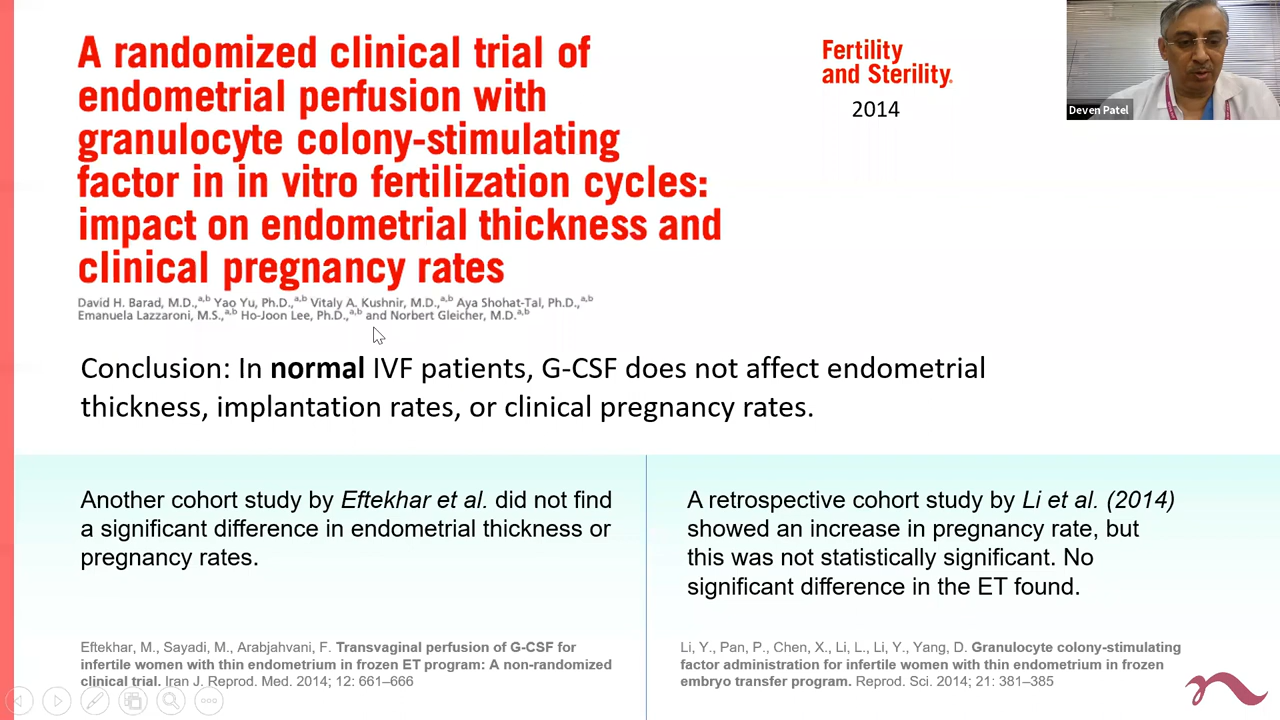 A randomized clinical trial of
endometrial perfusion with
granulocyte colony-stimulating
factor in in vitro fertilization cycles:
impact on endometrial thickness and
clinical pregnancy rates
David H. Barad, M.D.,a,b Yao Yu, Ph.D.,a,b Vitaly A. Kushnir, M.D.,a,b Aya Shohat-Tal, Ph.D.,a,b
Emanuela Lazzaroni, M.S.,a,b Ho-Joon Lee, Ph.D.,a,b and Norbert Gleicher, M.D.a,b
Fertility
and Sterility®
2014
Deven Patel
Conclusion: In normal IVF patients, G-CSF does not affect endometrial
thickness, implantation rates, or clinical pregnancy rates.
Another cohort study by Eftekhar et al. did not find
a significant difference in endometrial thickness or
pregnancy rates.
Eftekhar, M., Sayadi, M., Arabjahvani, F. Transvaginal perfusion of G-CSF for
infertile women with thin endometrium in frozen ET program: A non-randomized
clinical trial. Iran J. Reprod. Med. 2014; 12: 661–666
A retrospective cohort study by Li et al. (2014)
showed an increase in pregnancy rate, but
this was not statistically significant. No
significant difference in the ET found.
Li, Y., Pan, P., Chen, X., Li, L., Li, Y., Yang, D. Granulocyte colony-stimulating
factor administration for infertile women with thin endometrium in frozen
embryo transfer program. Reprod. Sci. 2014; 21: 381–385